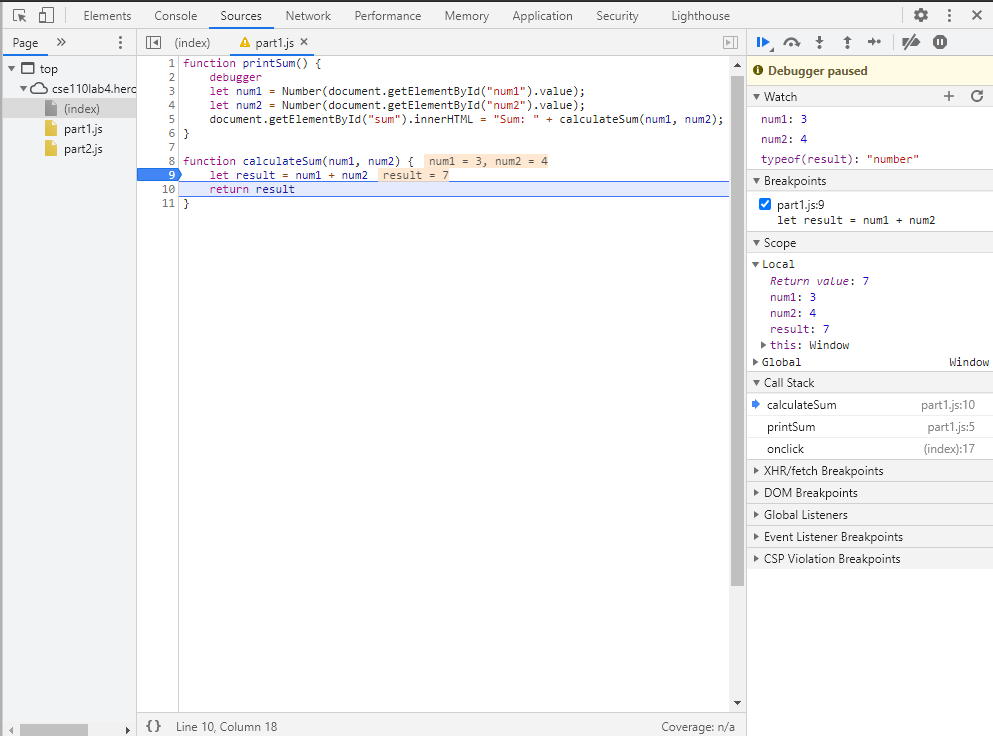 Elements Console Sources Network Performance Memory Application Security Lighthouse
Page » (index) part1.js ×
top
cse110lab4.herc
(index)
part1.js
part2.js
1 function printSum() {
2 debugger
3 let num1 = Number(document.getElementById("num1").value);
4 let num2 = Number(document.getElementById("num2").value);
5 document.getElementById("sum").innerHTML = "Sum: " + calculateSum(num1, num2);
6 }
7
8 function calculateSum(num1, num2) { num1 = 3, num2 = 4
9 let result = num1 + num2 result = 7
10 return result
11 }
{ } Line 10, Column 18 Coverage: n/a
Debugger paused
Watch
num1: 3
num2: 4
typeof(result): "number"
Breakpoints
part1.js:9
let result = num1 + num2
Scope
Local
Return value: 7
num1: 3
num2: 4
result: 7
this: Window
Global Window
Call Stack
calculateSum part1.js:10
printSum part1.js:5
onclick (index):17
XHR/fetch Breakpoints
DOM Breakpoints
Global Listeners
Event Listener Breakpoints
CSP Violation Breakpoints